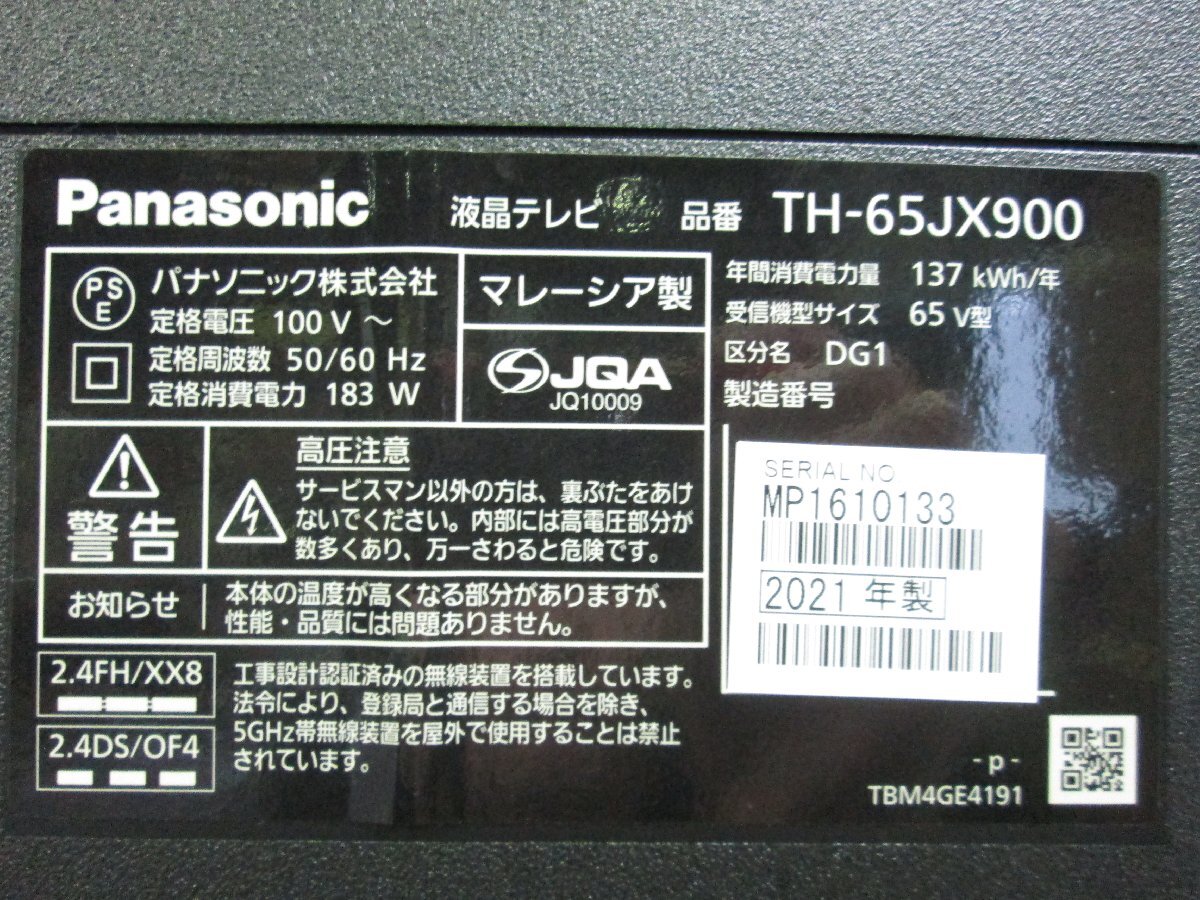 Panasonic 液晶テレビ 品番 TH-65JX900
PS
E
パナソニック株式会社
定格電圧 100 V ～
定格周波数 50/60 Hz
定格消費電力 183 W
マレーシア製
JQA
JQ10009
年間消費電力量 137 kWh/年
受信機型サイズ 65 V型
区分名 DG1
製造番号
SERIAL NO
MP1610133
2021 年製
警告
高圧注意
サービスマン以外の方は、裏ぶたをあけ
ないでください。内部には高電圧部分が
数多くあり、万一さわると危険です。
お知らせ
本体の温度が高くなる部分がありますが、
性能・品質には問題ありません。
2.4FH/XX8
2.4DS/OF4
工事設計認証済みの無線装置を搭載しています。
法令により、登録局と通信する場合を除き、
5GHz帯無線装置を屋外で使用することは禁止
されています。
- p -
TBM4GE4191